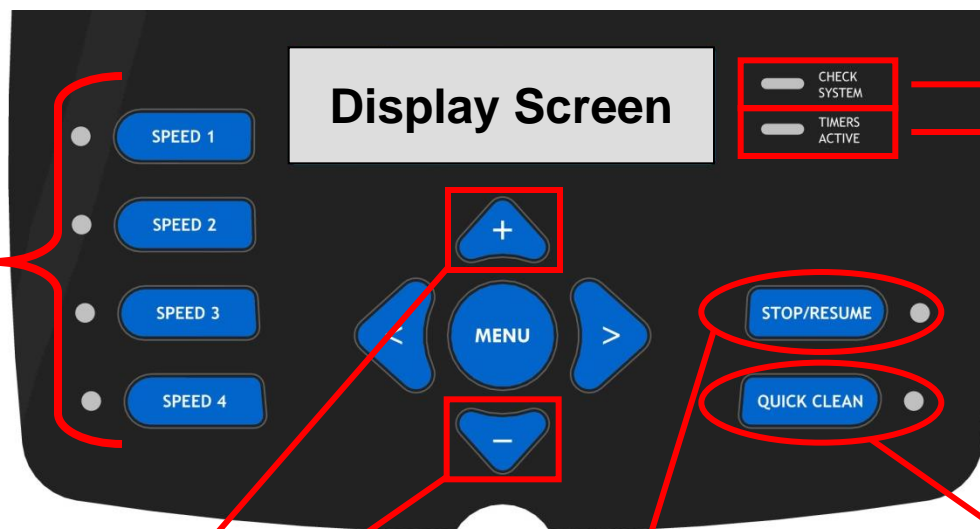 Display Screen
CHECK
SYSTEM
TIMERS
ACTIVE
SPEED 1
SPEED 2
SPEED 3
SPEED 4
+
<
MENU
>
−
STOP/RESUME
QUICK CLEAN